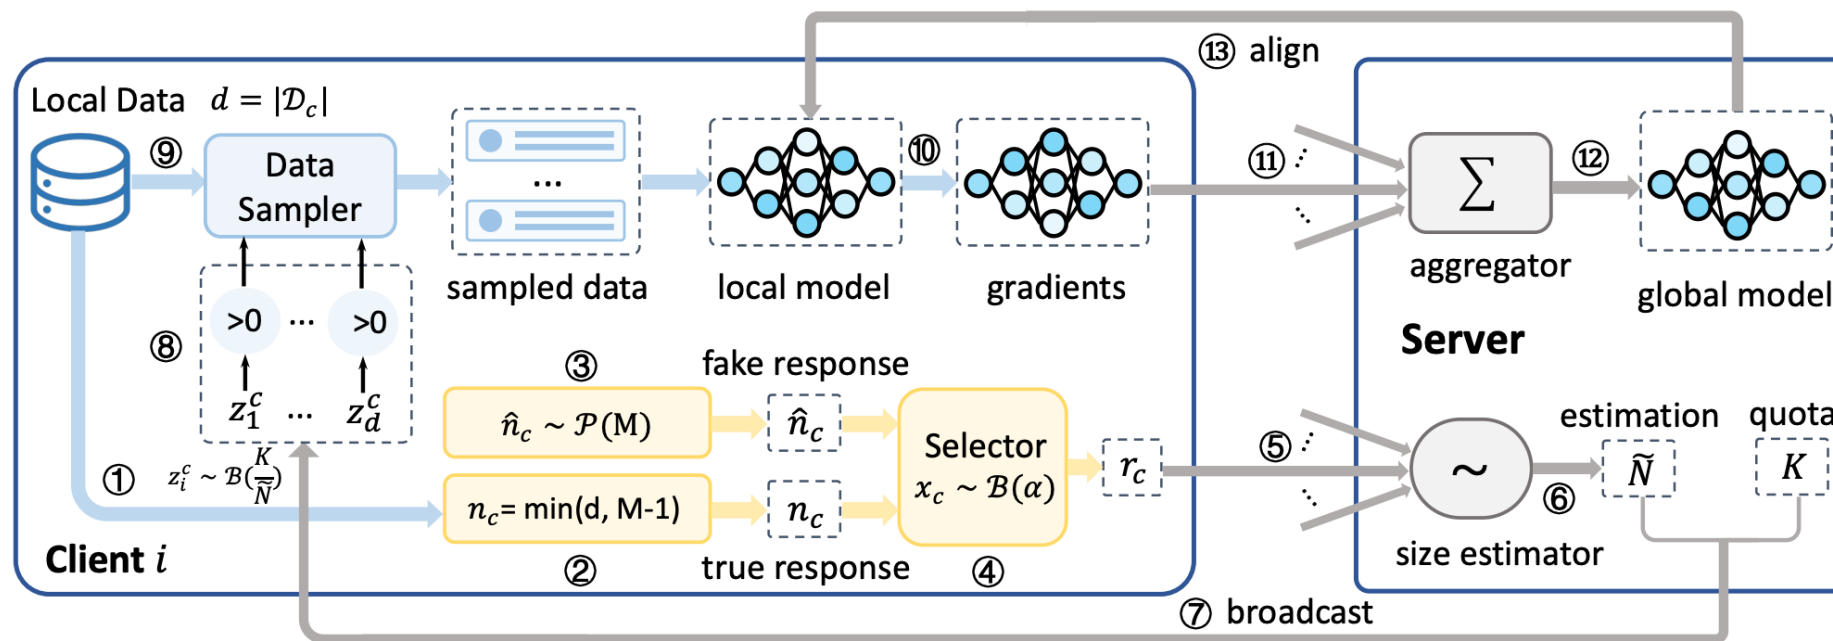 ⑬ align
Local Data d = |𝒟_c|
⑨
Data
Sampler
...
⑩
⑪
...
...
∑
⑫
sampled data
local model
gradients
aggregator
global model
⑧
>0 ... >0
z_1^c ... z_d^c
z_i^c ~ ℬ(K/Ñ)
①
③
fake response
n̂_c ~ 𝒫(M)
n̂_c
n_c = min(d, M-1)
n_c
②
true response
Selector
x_c ~ ℬ(α)
④
r_c
Client i
Server
⑤
...
...
~
size estimator
⑥
estimation
Ñ
quota
K
⑦ broadcast